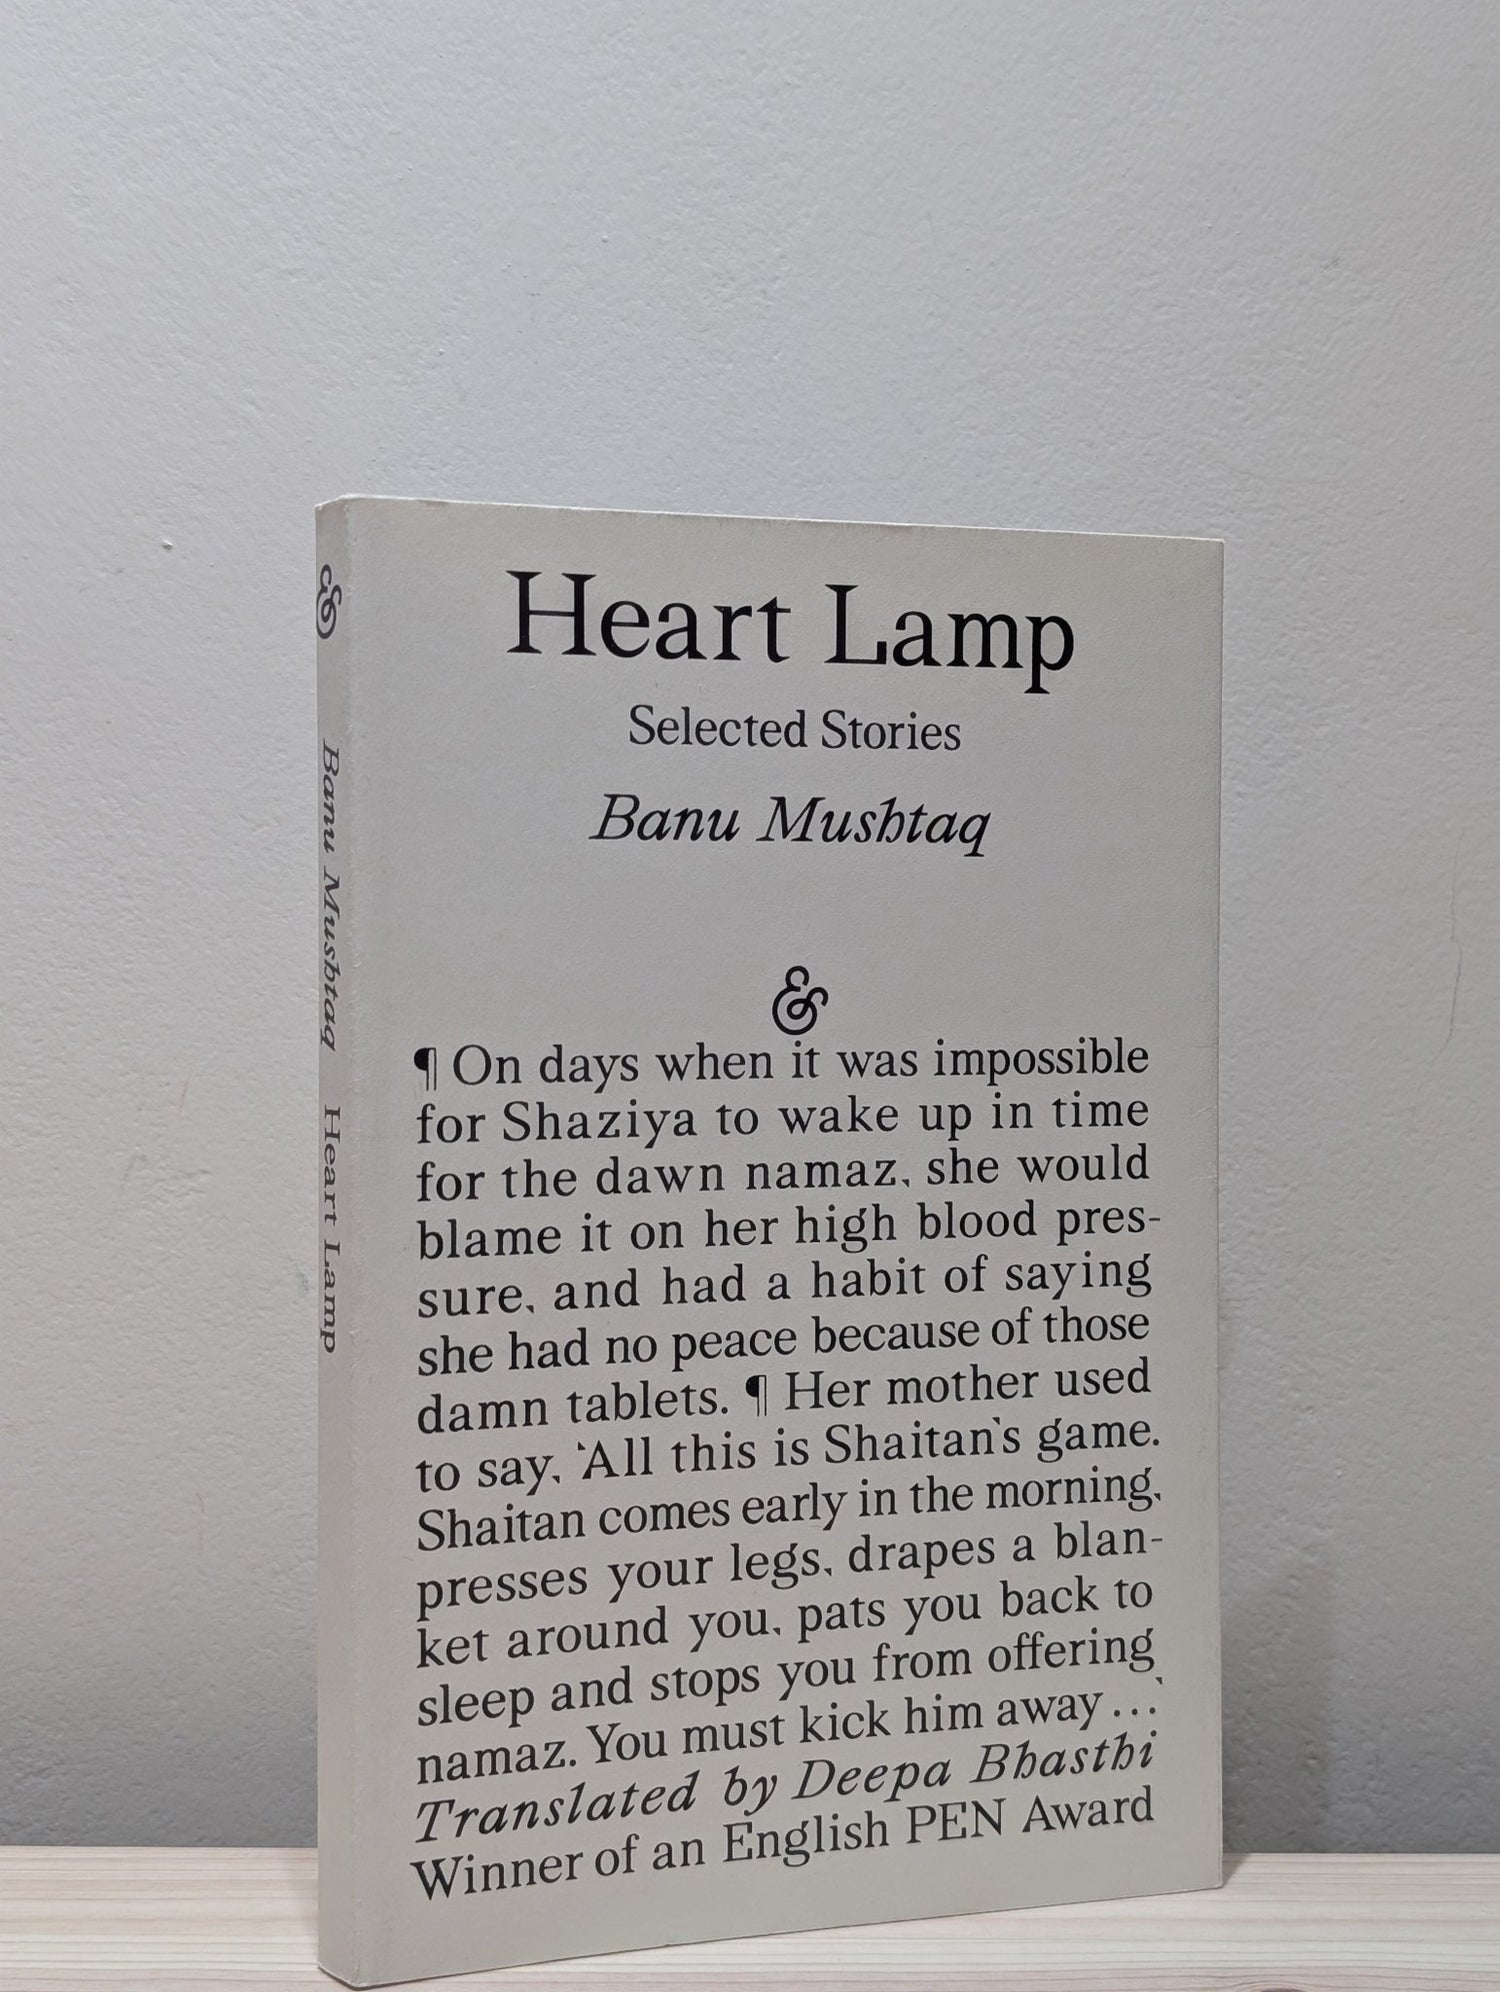 Heart Lamp
Selected Stories
Banu Mushtaq
&
¶ On days when it was impossible
for Shaziya to wake up in time
for the dawn namaz, she would
blame it on her high blood pres-
sure, and had a habit of saying
she had no peace because of those
damn tablets. ¶ Her mother used
to say, ‘All this is Shaitan’s game.
Shaitan comes early in the morning,
presses your legs, drapes a blan-
ket around you, pats you back to
sleep and stops you from offering
namaz. You must kick him away …’
Translated by Deepa Bhasthi
Winner of an English PEN Award
& Banu Mushtaq Heart Lamp